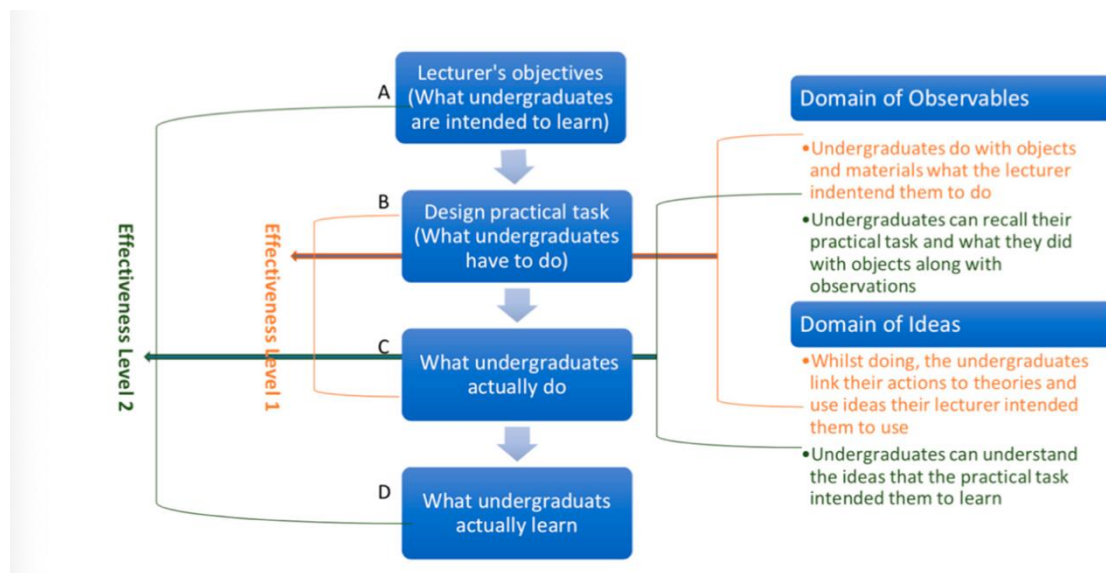 A
Lecturer's objectives
(What undergraduates
are intended to learn)
B
Design practical task
(What undergraduates
have to do)
C
What undergraduates
actually do
D
What undergraduats
actually learn
Effectiveness Level 2
Effectiveness Level 1
Domain of Observables
•Undergraduates do with objects
and materials what the lecturer
indentend them to do
•Undergraduates can recall their
practical task and what they did
with objects along with
observations
Domain of Ideas
•Whilst doing, the undergraduates
link their actions to theories and
use ideas their lecturer intended
them to use
•Undergraduates can understand
the ideas that the practical task
intended them to learn